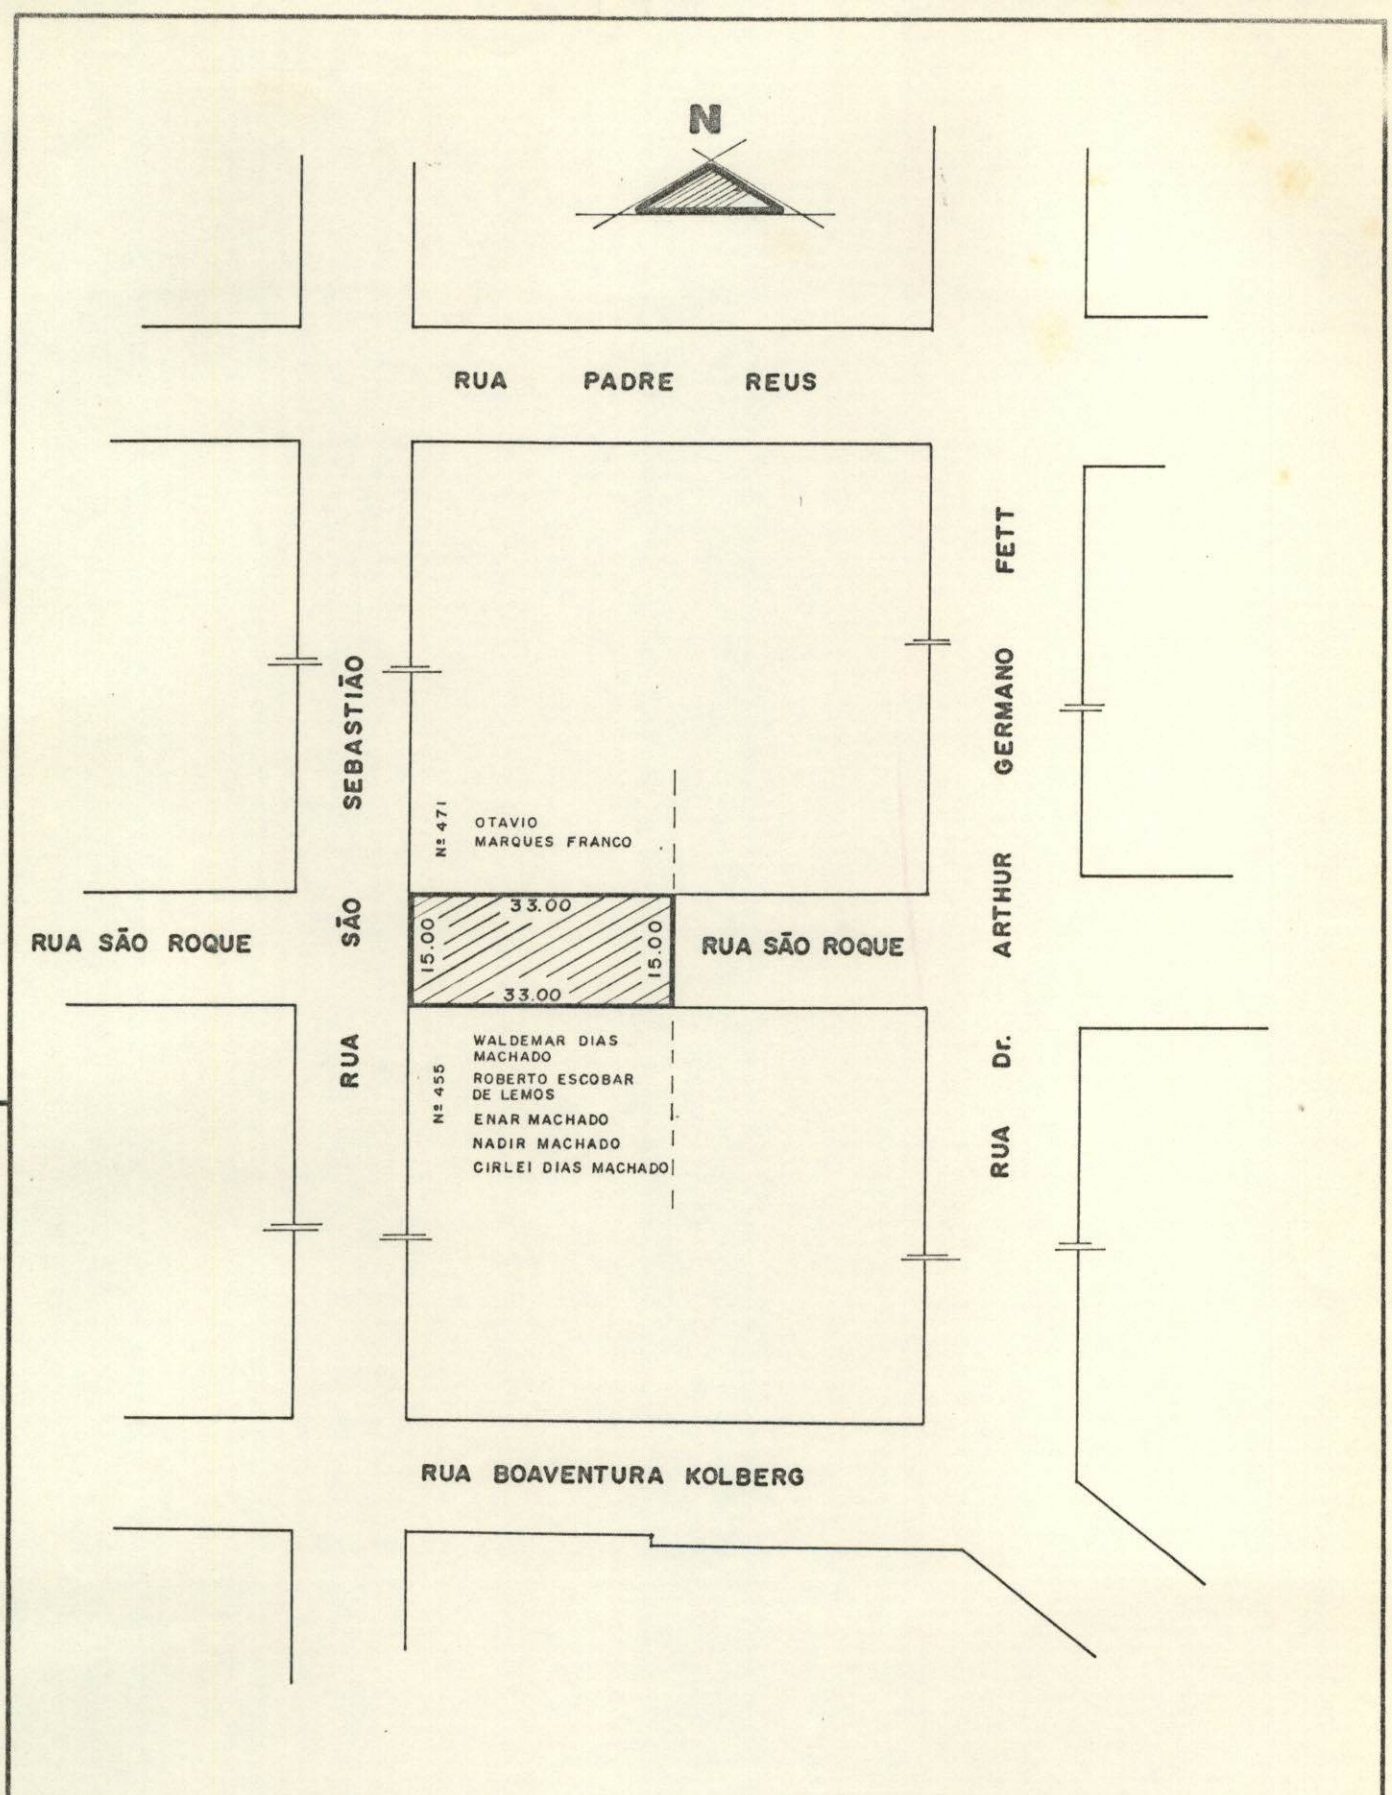 N
RUA PADRE REUS
RUA SÃO SEBASTIÃO
RUA Dr. ARTHUR GERMANO FETT
Nº 471
OTAVIO
MARQUES FRANCO
33.00
15.00
15.00
33.00
RUA SÃO ROQUE
RUA SÃO ROQUE
Nº 455
WALDEMAR DIAS
MACHADO
ROBERTO ESCOBAR
DE LEMOS
ENAR MACHADO
NADIR MACHADO
CIRLEI DIAS MACHADO
RUA BOAVENTURA KOLBERG